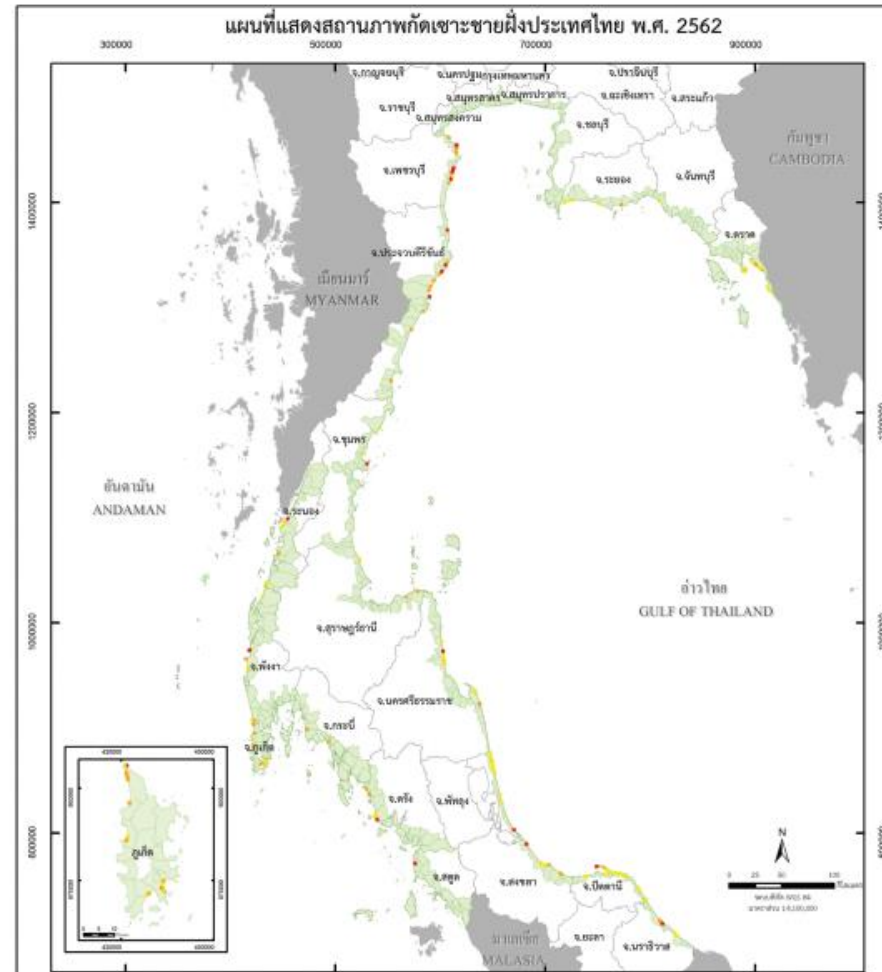 แผนที่แสดงสถานภาพกัดเซาะชายฝั่งประเทศไทย พ.ศ. 2562
300000 500000 700000 900000
จ.กาญจนบุรี
จ.นครปฐม
กรุงเทพมหานคร
จ.ปราจีนบุรี
จ.ราชบุรี
จ.สมุทรสาคร
จ.สมุทรปราการ
จ.ฉะเชิงเทรา
จ.สระแก้ว
จ.สมุทรสงคราม
จ.ชลบุรี
กัมพูชา
CAMBODIA
จ.เพชรบุรี
จ.ระยอง
จ.จันทบุรี
1400000
จ.ตราด
จ.ประจวบคีรีขันธ์
เมียนมาร์
MYANMAR
1200000
จ.ชุมพร
อันดามัน
ANDAMAN
จ.ระนอง
อ่าวไทย
GULF OF THAILAND
จ.สุราษฎร์ธานี
จ.พังงา
จ.นครศรีธรรมราช
จ.กระบี่
จ.ภูเก็ต
จ.ตรัง
จ.พัทลุง
N
ภูเก็ต
จ.สตูล
จ.สงขลา
จ.ปัตตานี
0 25 50 100
จ.ยะลา
จ.นราธิวาส
มาเลเซีย
MALASIA